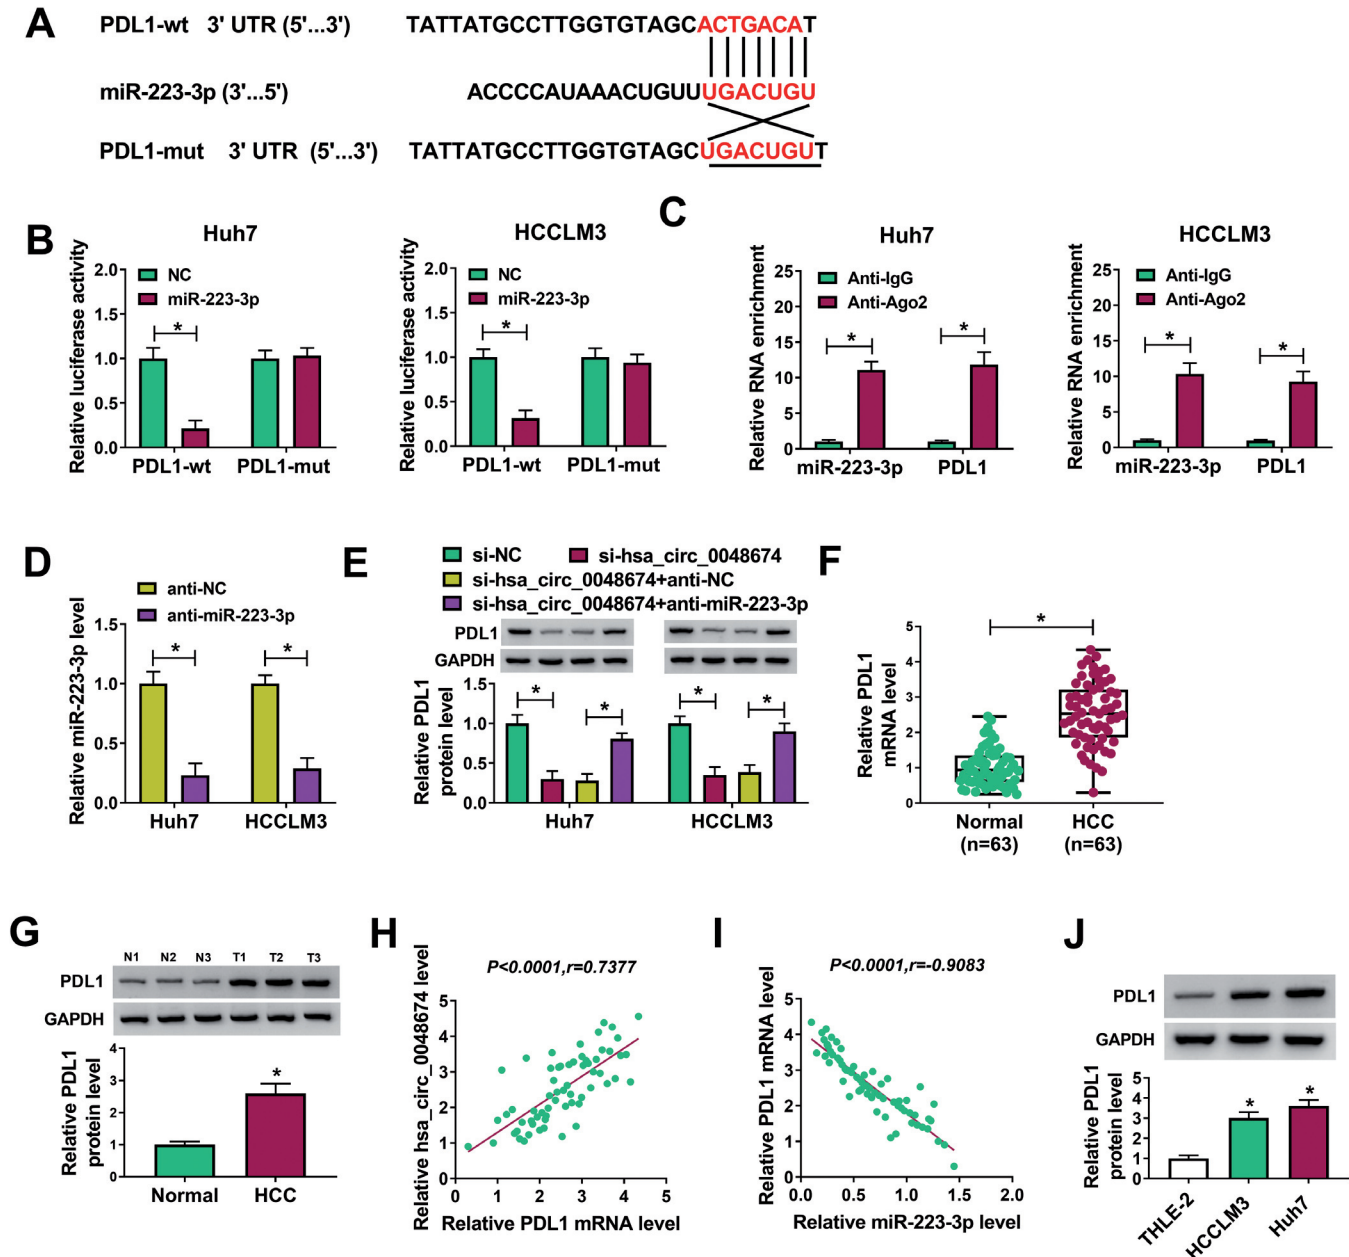 A
PDL1-wt 3' UTR (5'...3') TATTATGCCTTGGTGTAGCACTGACAT
miR-223-3p (3'...5') ACCCCAUAAACUGUUUGACUGU
PDL1-mut 3' UTR (5'...3') TATTATGCCTTGGTGTAGCUGACUGUT
B
Huh7
Relative luciferase activity
2.0
1.5
1.0
0.5
0.0
NC
miR-223-3p
*
PDL1-wt PDL1-mut
HCCLM3
Relative luciferase activity
2.0
1.5
1.0
0.5
0.0
NC
miR-223-3p
*
PDL1-wt PDL1-mut
C
Huh7
Relative RNA enrichment
25
20
15
10
5
0
Anti-IgG
Anti-Ago2
* *
miR-223-3p PDL1
HCCLM3
Relative RNA enrichment
25
20
15
10
5
0
Anti-IgG
Anti-Ago2
* *
miR-223-3p PDL1
D
anti-NC
anti-miR-223-3p
Relative miR-223-3p level
1.5
1.0
0.5
0.0
* *
Huh7 HCCLM3
E
si-NC si-hsa_circ_0048674
si-hsa_circ_0048674+anti-NC
si-hsa_circ_0048674+anti-miR-223-3p
PDL1
GAPDH
Relative PDL1
protein level
1.5
1.0
0.5
0.0
* * * *
Huh7 HCCLM3
F
Relative PDL1
mRNA level
5
4
3
2
1
0
*
Normal HCC
(n=63) (n=63)
G
N1 N2 N3 T1 T2 T3
PDL1
GAPDH
Relative PDL1
protein level
4
3
2
1
0
*
Normal HCC
H
P<0.0001,r=0.7377
Relative hsa_circ_0048674 level
5
4
3
2
1
0
0 1 2 3 4 5
Relative PDL1 mRNA level
I
P<0.0001,r=-0.9083
Relative PDL1 mRNA level
5
4
3
2
1
0
0.0 0.5 1.0 1.5 2.0
Relative miR-223-3p level
J
PDL1
GAPDH
Relative PDL1
protein level
5
4
3
2
1
0
* *
THLE-2 HCCLM3 Huh7